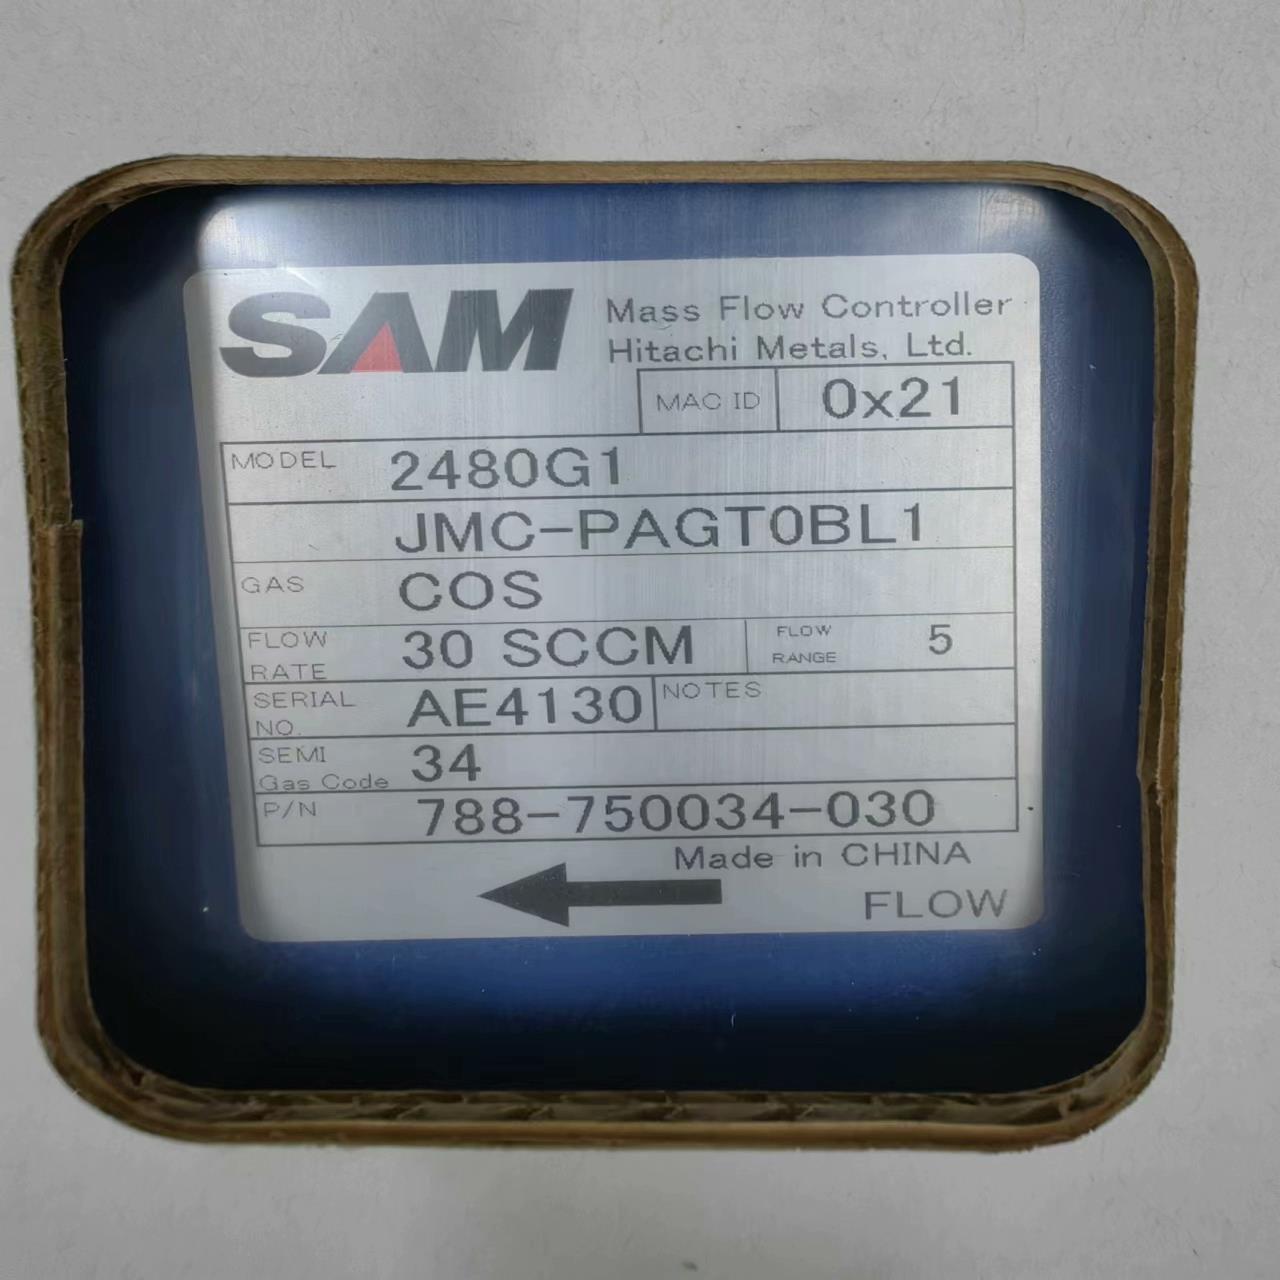 SAM
Mass Flow Controller
Hitachi Metals, Ltd.
MAC ID 0x21
MODEL 2480G1
JMC-PAGT0BL1
GAS COS
FLOW RATE 30 SCCM FLOW RANGE 5
SERIAL NO. AE4130 NOTES
SEMI Gas Code 34
P/N 788-750034-030
Made in CHINA
FLOW